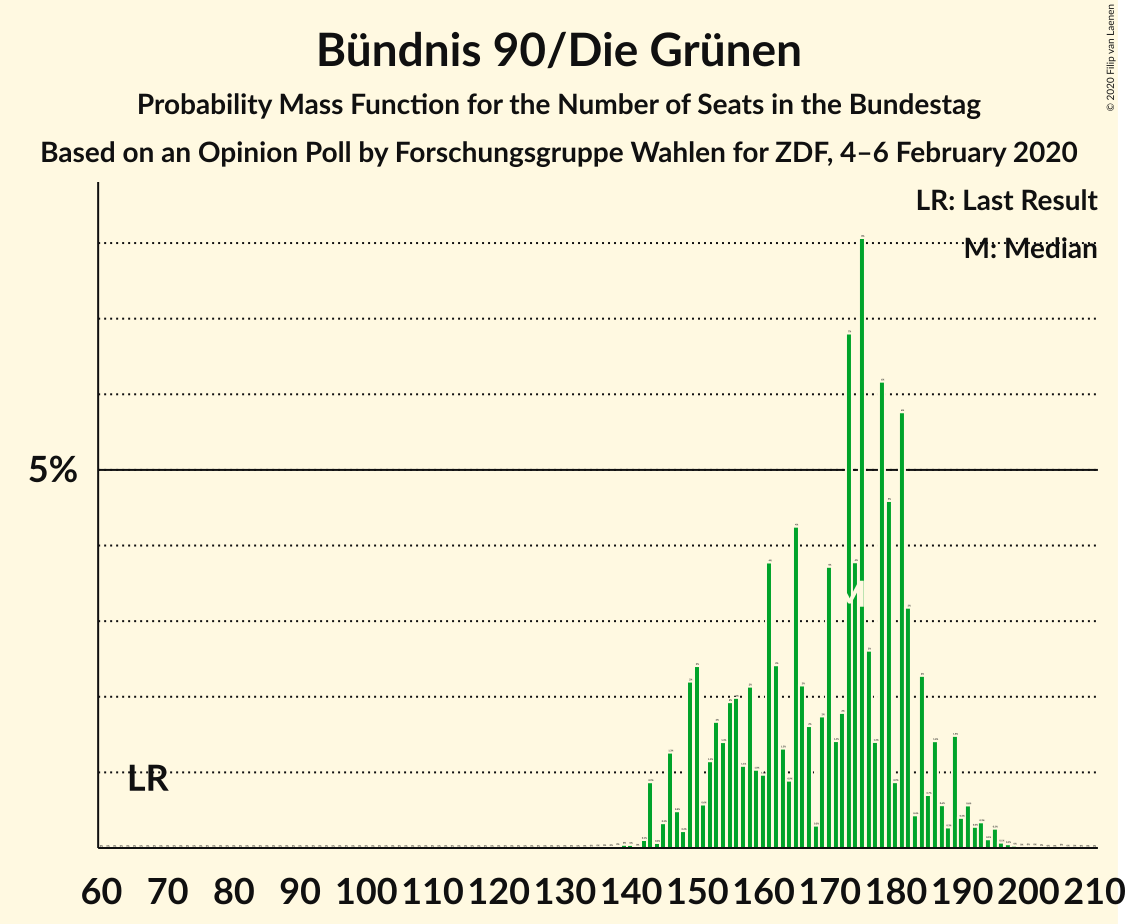 Bündnis 90/Die Grünen
Probability Mass Function for the Number of Seats in the Bundestag
Based on an Opinion Poll by Forschungsgruppe Wahlen for ZDF, 4–6 February 2020
© 2020 Filip van Laenen
LR: Last Result
M: Median
5%
LR
60 70 80 90 100 110 120 130 140 150 160 170 180 190 200 210